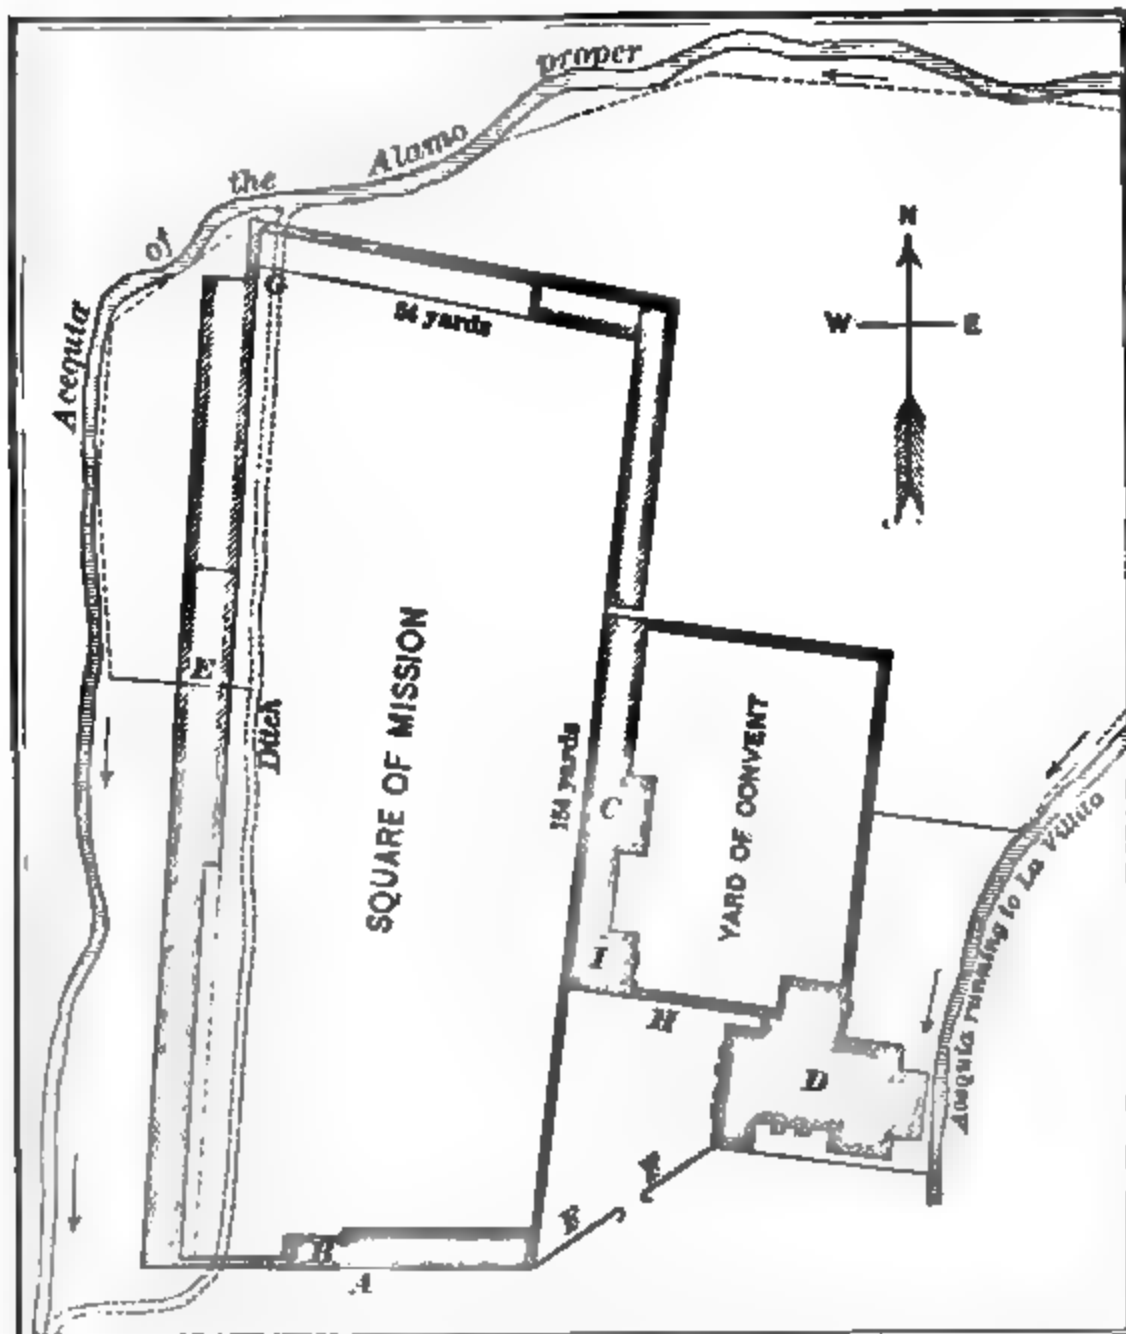 Acequia of the Alamo proper
N
W E
G
54 yards
E
Ditch
SQUARE OF MISSION
154 yards
C
YARD OF CONVENT
I
H
D
Acequia running to La Villita
F
B
A